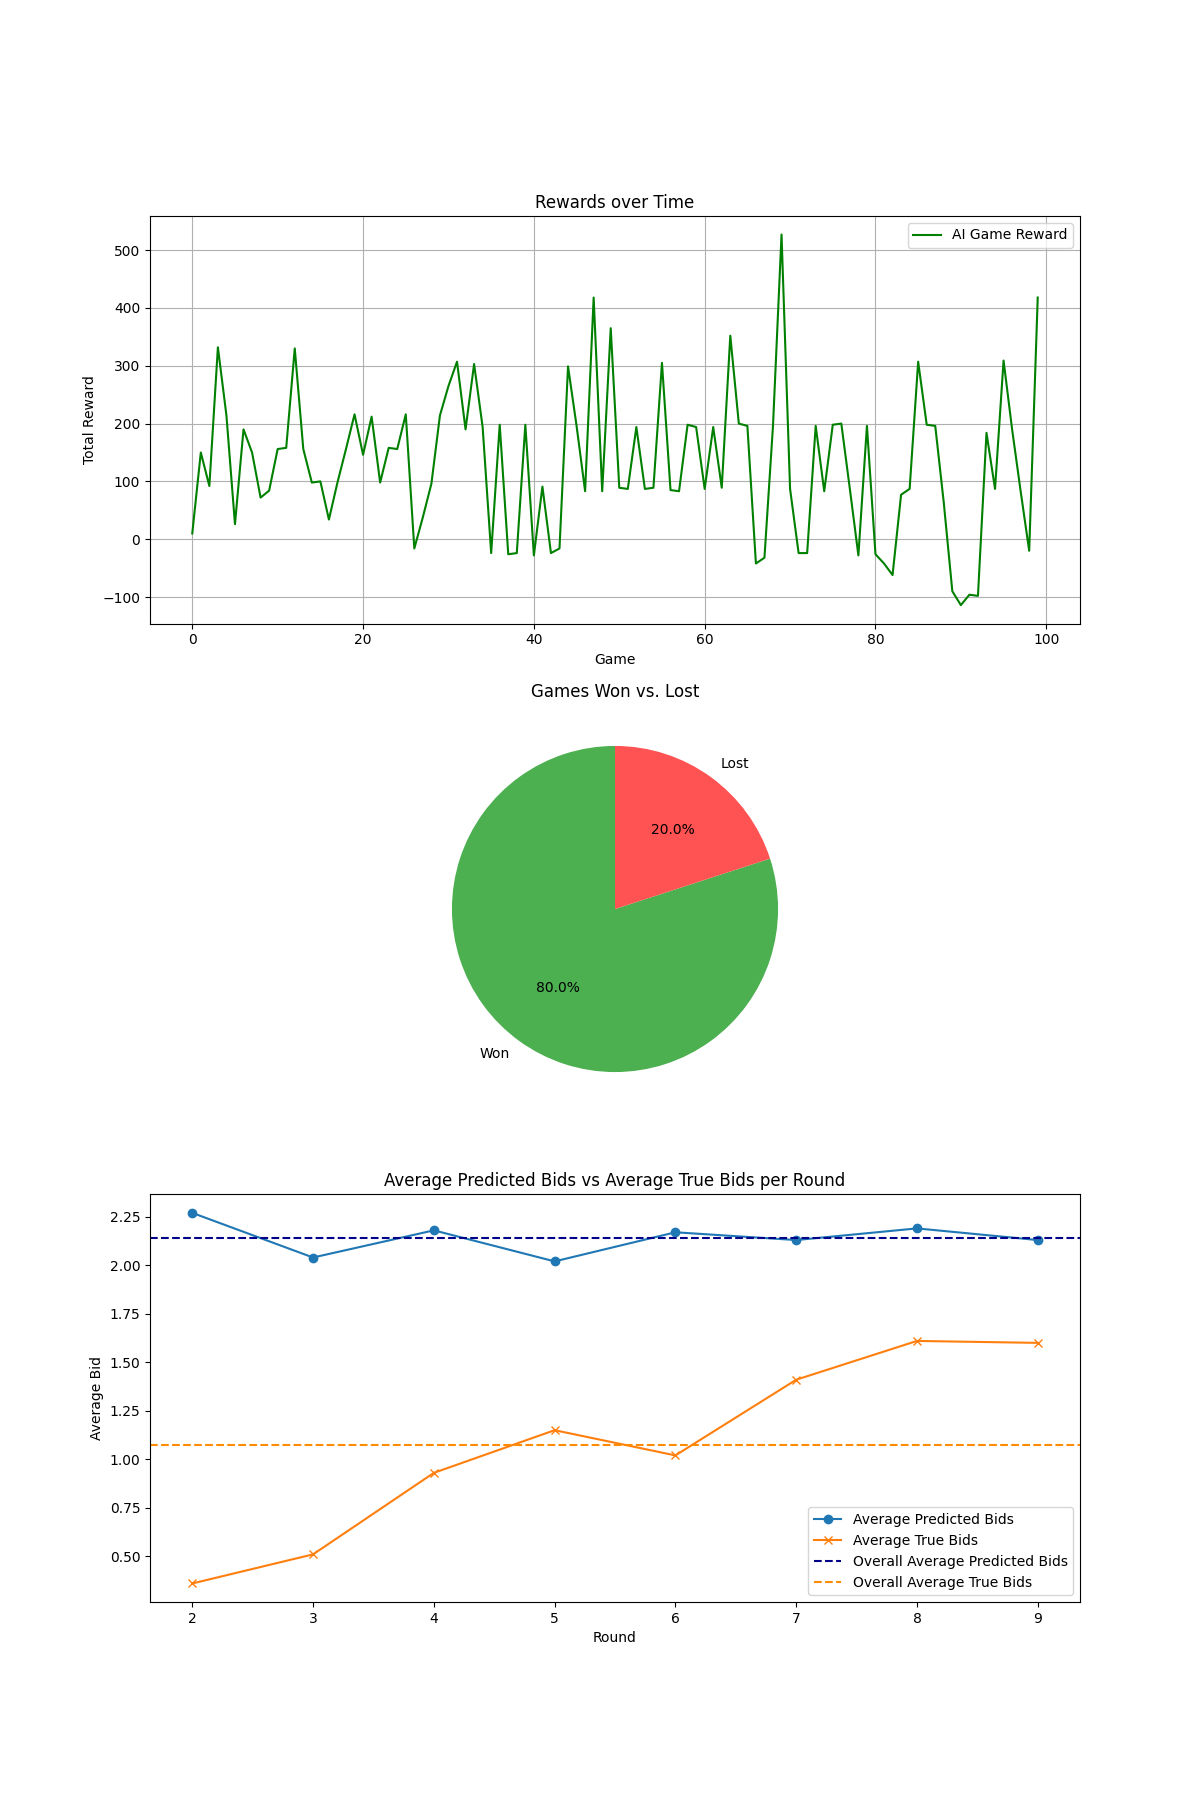 Rewards over Time
AI Game Reward
500
400
300
200
100
0
−100
Total Reward
0 20 40 60 80 100
Game
Games Won vs. Lost
Lost
20.0%
80.0%
Won
Average Predicted Bids vs Average True Bids per Round
2.25
2.00
1.75
1.50
1.25
1.00
0.75
0.50
Average Bid
Average Predicted Bids
Average True Bids
Overall Average Predicted Bids
Overall Average True Bids
2 3 4 5 6 7 8 9
Round